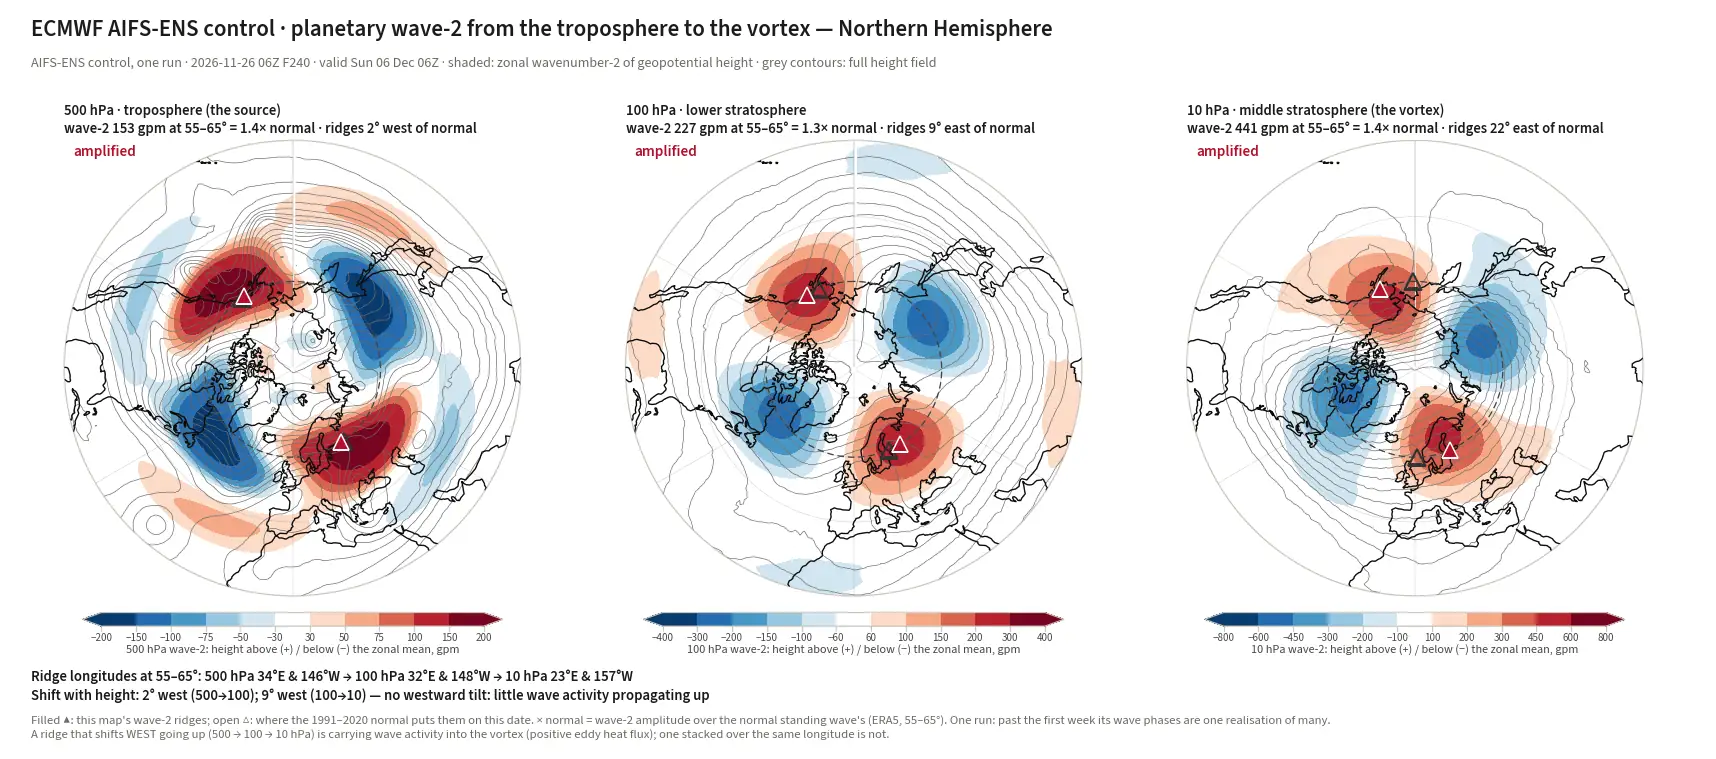 ECMWF AIFS-ENS control · planetary wave-2 from the troposphere to the vortex — Northern Hemisphere
AIFS-ENS control, one run · 2026-11-26 06Z F240 · valid Sun 06 Dec 06Z · shaded: zonal wavenumber-2 of geopotential height · grey contours: full height field
500 hPa · troposphere (the source)
wave-2 153 gpm at 55–65° = 1.4× normal · ridges 2° west of normal
amplified
100 hPa · lower stratosphere
wave-2 227 gpm at 55–65° = 1.3× normal · ridges 9° east of normal
amplified
10 hPa · middle stratosphere (the vortex)
wave-2 441 gpm at 55–65° = 1.4× normal · ridges 22° east of normal
amplified
−200 −150 −100 −75 −50 −30 30 50 75 100 150 200
500 hPa wave-2: height above (+) / below (−) the zonal mean, gpm
−400 −300 −200 −150 −100 −60 60 100 150 200 300 400
100 hPa wave-2: height above (+) / below (−) the zonal mean, gpm
−800 −600 −450 −300 −200 −100 100 200 300 450 600 800
10 hPa wave-2: height above (+) / below (−) the zonal mean, gpm
Ridge longitudes at 55–65°: 500 hPa 34°E & 146°W → 100 hPa 32°E & 148°W → 10 hPa 23°E & 157°W
Shift with height: 2° west (500→100); 9° west (100→10) — no westward tilt: little wave activity propagating up
Filled ▲: this map's wave-2 ridges; open △: where the 1991–2020 normal puts them on this date. × normal = wave-2 amplitude over the normal standing wave's (ERA5, 55–65°). One run: past the first week its wave phases are one realisation of many.
A ridge that shifts WEST going up (500 → 100 → 10 hPa) is carrying wave activity into the vortex (positive eddy heat flux); one stacked over the same longitude is not.